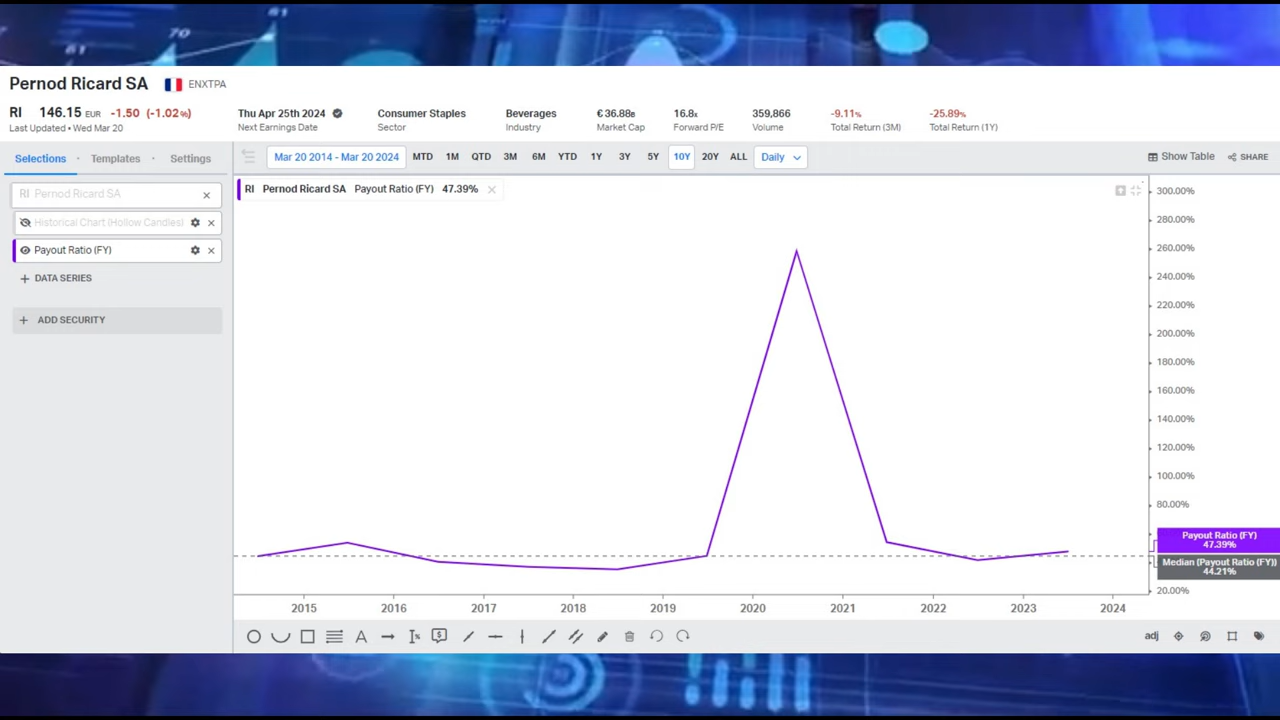 61
70
61
Pernod Ricard SA ENXTPA
RI 146.15 EUR -1.50 (-1.02%)
Last Updated • Wed Mar 20
Thu Apr 25th 2024
Next Earnings Date
Consumer Staples
Sector
Beverages
Industry
€ 36.88B
Market Cap
16.8x
Forward P/E
359,866
Volume
-9.11%
Total Return (3M)
-25.89%
Total Return (1Y)
Selections • Templates • Settings
Mar 20 2014 - Mar 20 2024 MTD 1M QTD 3M 6M YTD 1Y 3Y 5Y 10Y 20Y ALL Daily
Show Table SHARE
RI Pernod Ricard SA
Historical Chart (Hollow Candles)
Payout Ratio (FY)
+ DATA SERIES
+ ADD SECURITY
RI Pernod Ricard SA Payout Ratio (FY) 47.39%
300.00%
280.00%
260.00%
240.00%
220.00%
200.00%
180.00%
160.00%
140.00%
120.00%
100.00%
80.00%
Payout Ratio (FY)
47.39%
Median (Payout Ratio (FY))
44.21%
20.00%
2015 2016 2017 2018 2019 2020 2021 2022 2023 2024
adj